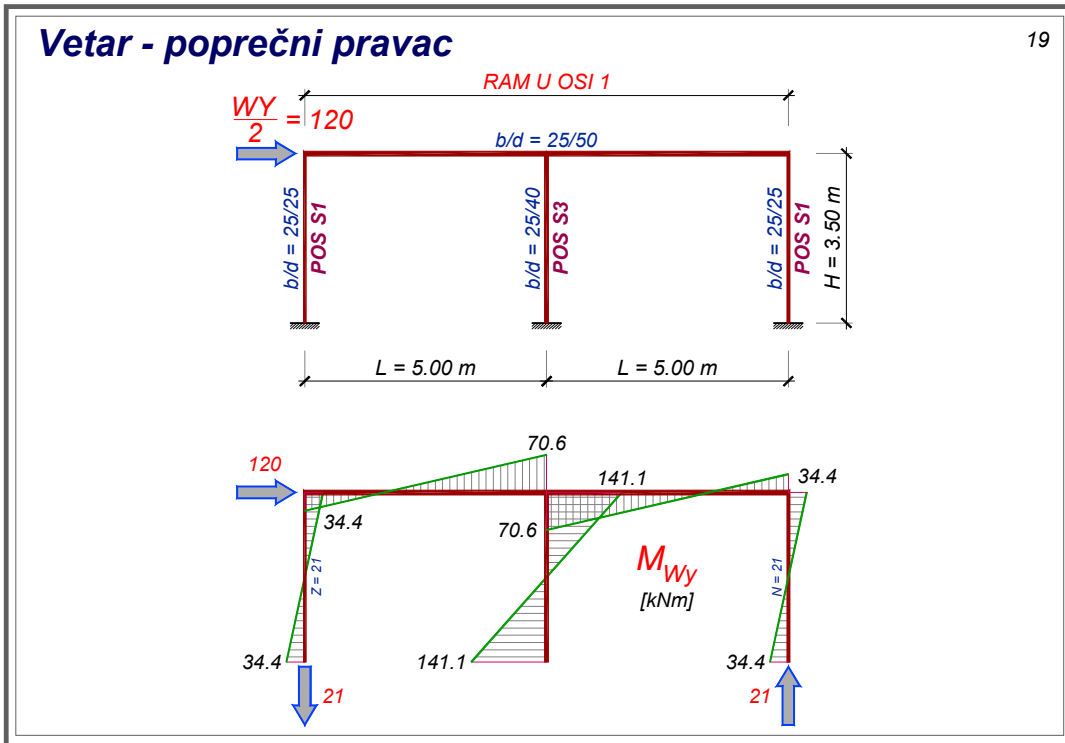 Vetar - poprečni pravac
19
RAM U OSI 1
WY
2
= 120
b/d = 25/50
b/d = 25/25
POS S1
b/d = 25/40
POS S3
b/d = 25/25
POS S1
H = 3.50 m
L = 5.00 m
L = 5.00 m
70.6
120
141.1
34.4
34.4
70.6
Z = 21
M Wy
[kNm]
N = 21
34.4
141.1
34.4
21
21